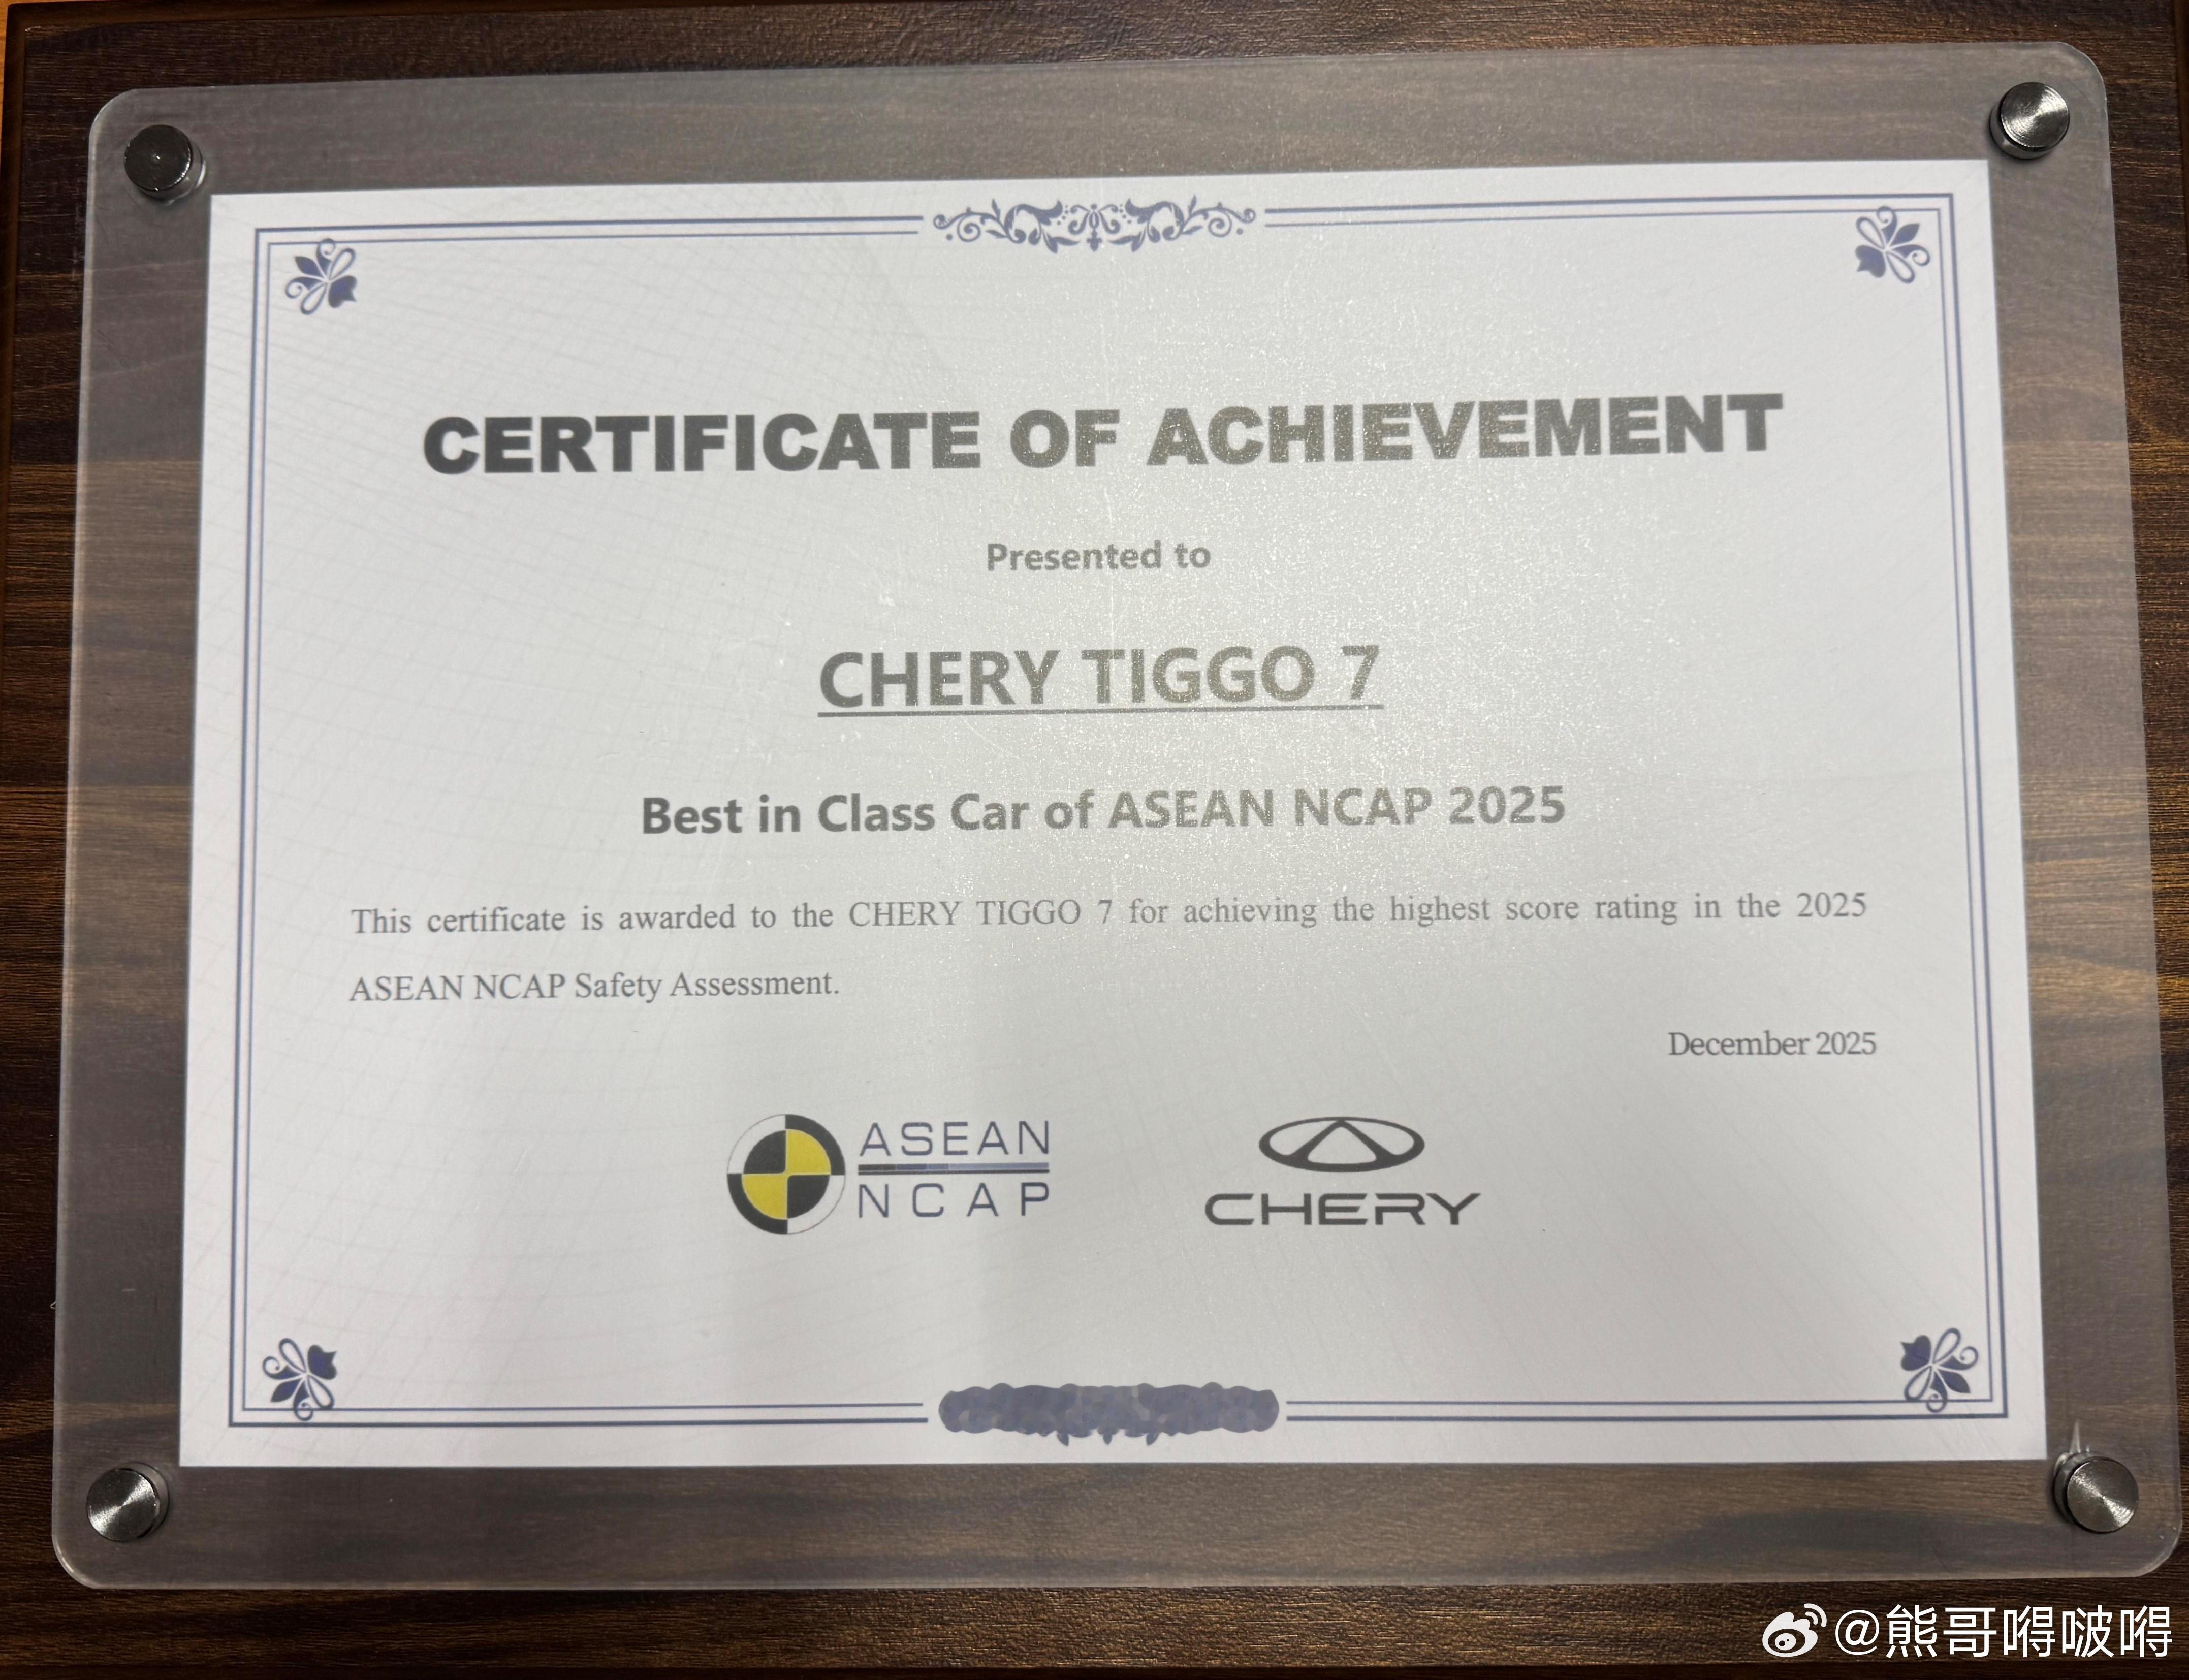 CERTIFICATE OF ACHIEVEMENT
Presented to
CHERY TIGGO 7
Best in Class Car of ASEAN NCAP 2025
This certificate is awarded to the CHERY TIGGO 7 for achieving the highest score rating in the 2025
ASEAN NCAP Safety Assessment.
December 2025
ASEAN
NCAP
CHERY
@熊哥嘚啵嘚